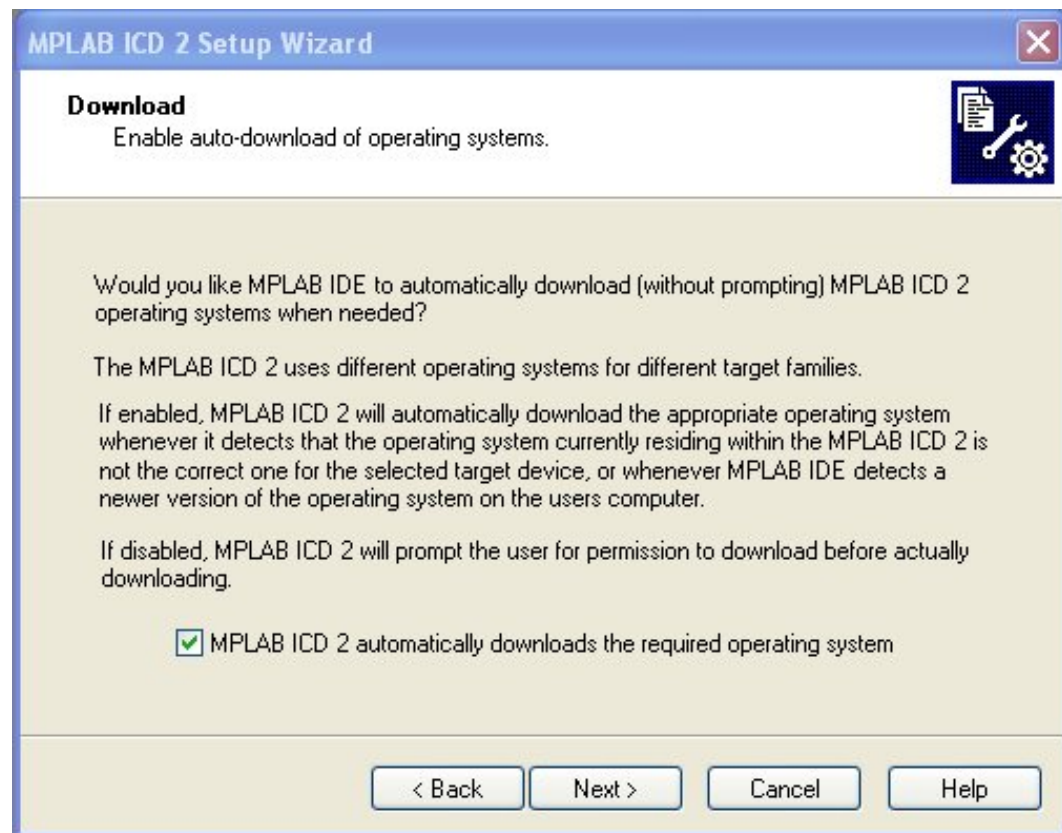 MPLAB ICD 2 Setup Wizard
Download
Enable auto-download of operating systems.
Would you like MPLAB IDE to automatically download (without prompting) MPLAB ICD 2
operating systems when needed?
The MPLAB ICD 2 uses different operating systems for different target families.
If enabled, MPLAB ICD 2 will automatically download the appropriate operating system
whenever it detects that the operating system currently residing within the MPLAB ICD 2 is
not the correct one for the selected target device, or whenever MPLAB IDE detects a
newer version of the operating system on the users computer.
If disabled, MPLAB ICD 2 will prompt the user for permission to download before actually
downloading.
MPLAB ICD 2 automatically downloads the required operating system
< Back Next > Cancel Help